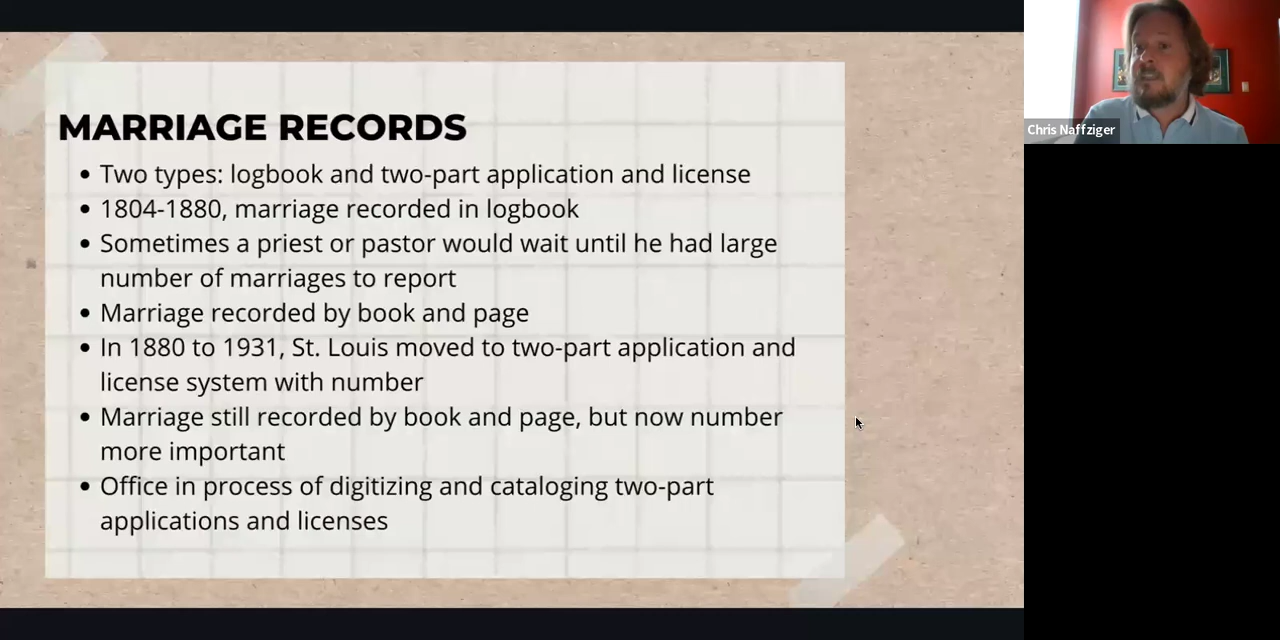 MARRIAGE RECORDS
• Two types: logbook and two-part application and license
• 1804-1880, marriage recorded in logbook
• Sometimes a priest or pastor would wait until he had large
number of marriages to report
• Marriage recorded by book and page
• In 1880 to 1931, St. Louis moved to two-part application and
license system with number
• Marriage still recorded by book and page, but now number
more important
• Office in process of digitizing and cataloging two-part
applications and licenses
Chris Naffziger